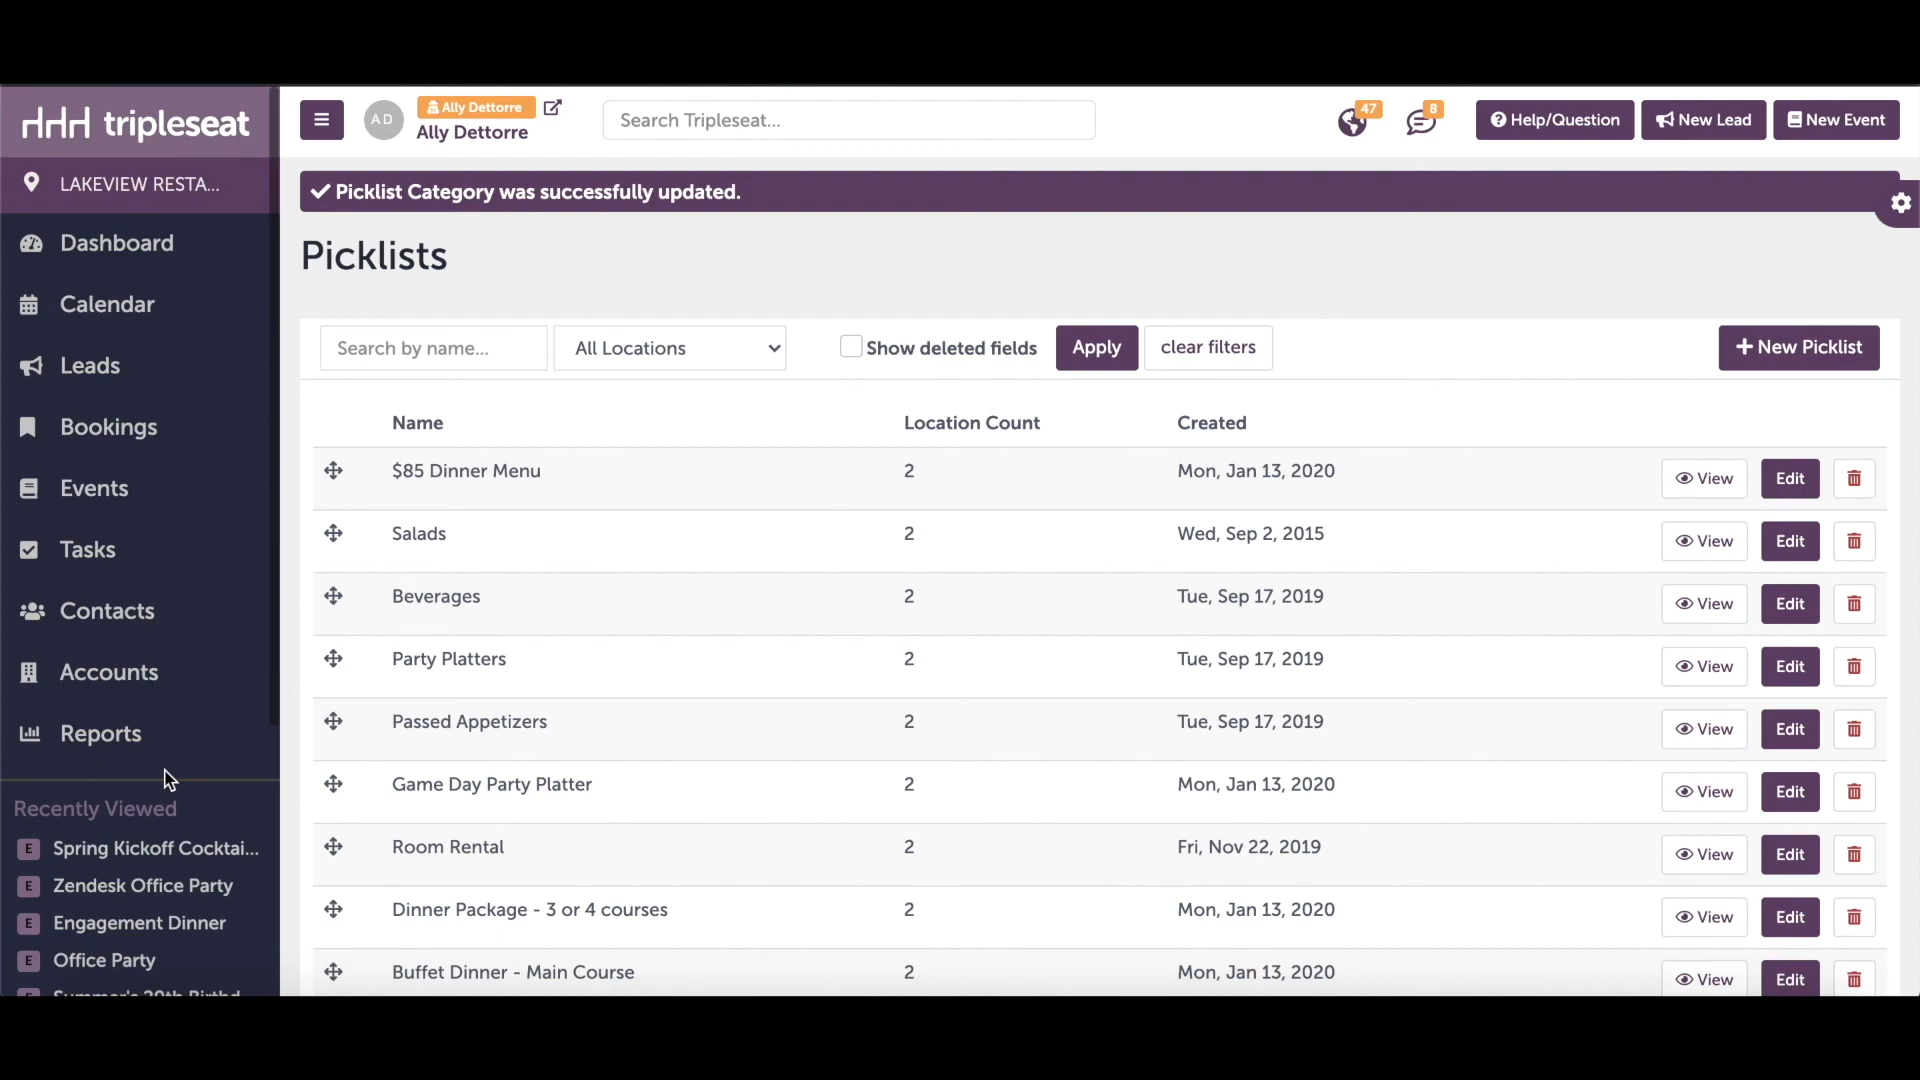 tripleseat
AD
Ally Dettorre
Ally Dettorre
Search Tripleseat...
47
8
Help/Question
New Lead
New Event
LAKEVIEW RESTA...
Dashboard
Calendar
Leads
Bookings
Events
Tasks
Contacts
Accounts
Reports
Recently Viewed
E Spring Kickoff Cocktai...
E Zendesk Office Party
E Engagement Dinner
E Office Party
Picklist Category was successfully updated.
Picklists
Search by name...
All Locations
Show deleted fields
Apply
clear filters
+ New Picklist
Name Location Count Created
$85 Dinner Menu 2 Mon, Jan 13, 2020 View Edit
Salads 2 Wed, Sep 2, 2015 View Edit
Beverages 2 Tue, Sep 17, 2019 View Edit
Party Platters 2 Tue, Sep 17, 2019 View Edit
Passed Appetizers 2 Tue, Sep 17, 2019 View Edit
Game Day Party Platter 2 Mon, Jan 13, 2020 View Edit
Room Rental 2 Fri, Nov 22, 2019 View Edit
Dinner Package - 3 or 4 courses 2 Mon, Jan 13, 2020 View Edit
Buffet Dinner - Main Course 2 Mon, Jan 13, 2020 View Edit